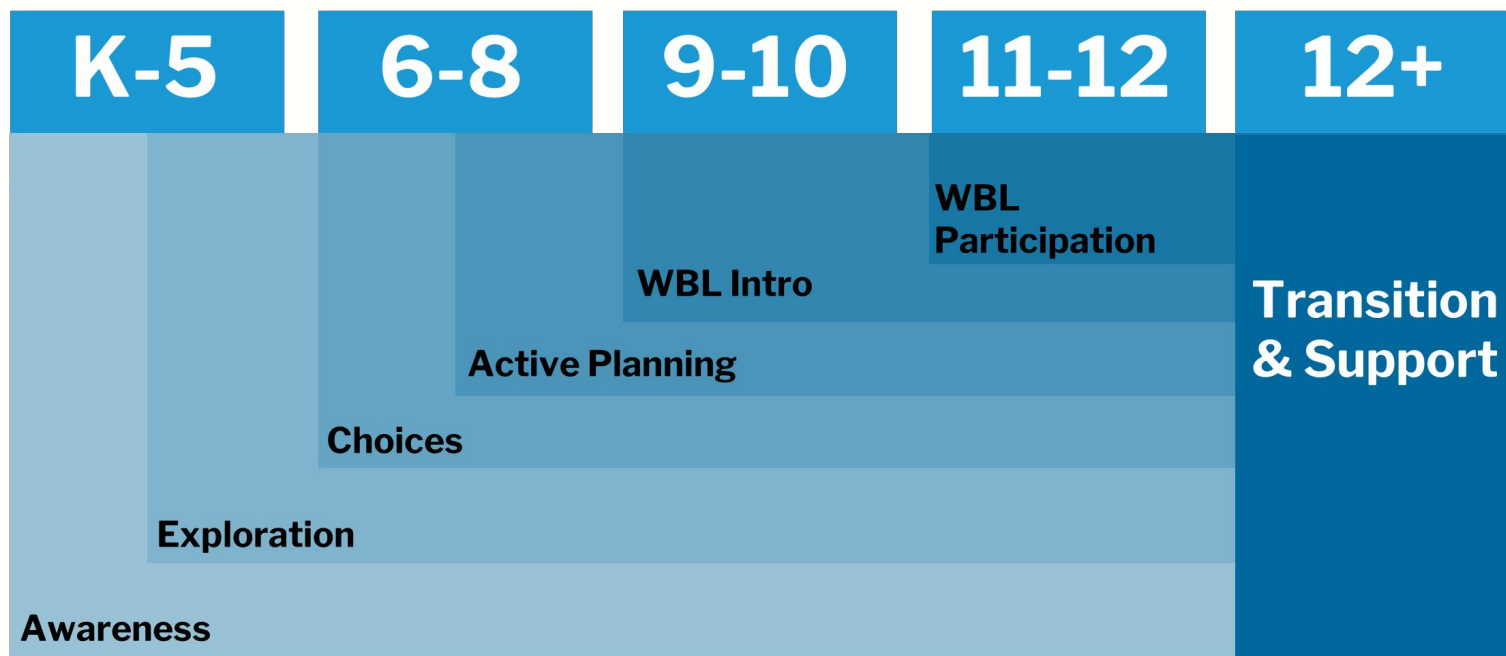 K-5
6-8
9-10
11-12
12+
WBL
Participation
WBL Intro
Transition
& Support
Active Planning
Choices
Exploration
Awareness